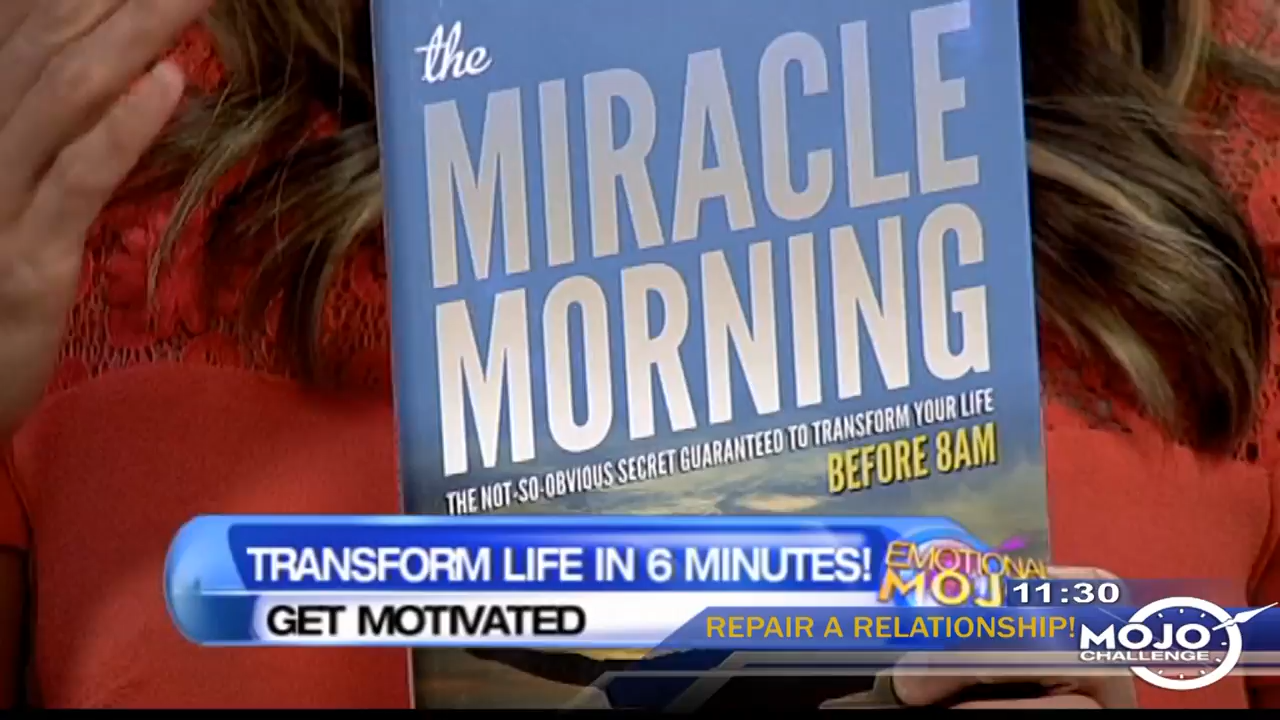 the
MIRACLE
MORNING
THE NOT-SO-OBVIOUS SECRET GUARANTEED TO TRANSFORM YOUR LIFE
BEFORE 8AM
TRANSFORM LIFE IN 6 MINUTES!
EMOTIONAL
MOJ
GET MOTIVATED
11:30
REPAIR A RELATIONSHIP!
MOJO
CHALLENGE